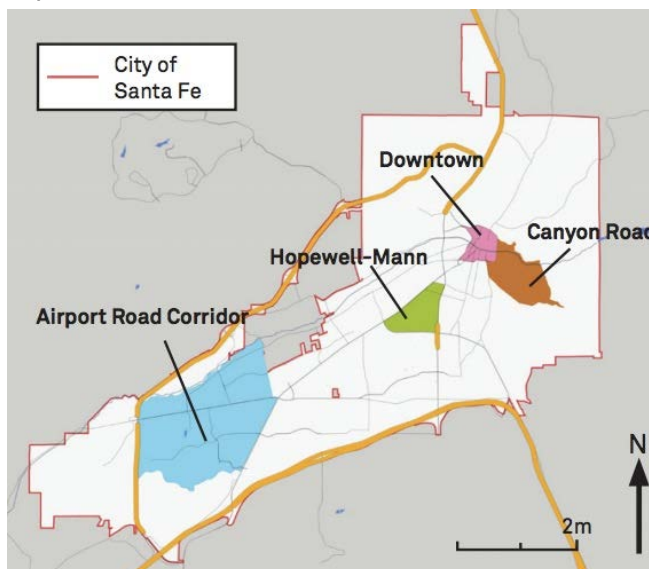 City of
Santa Fe
Downtown
Canyon Road
Hopewell-Mann
Airport Road Corridor
N
2m